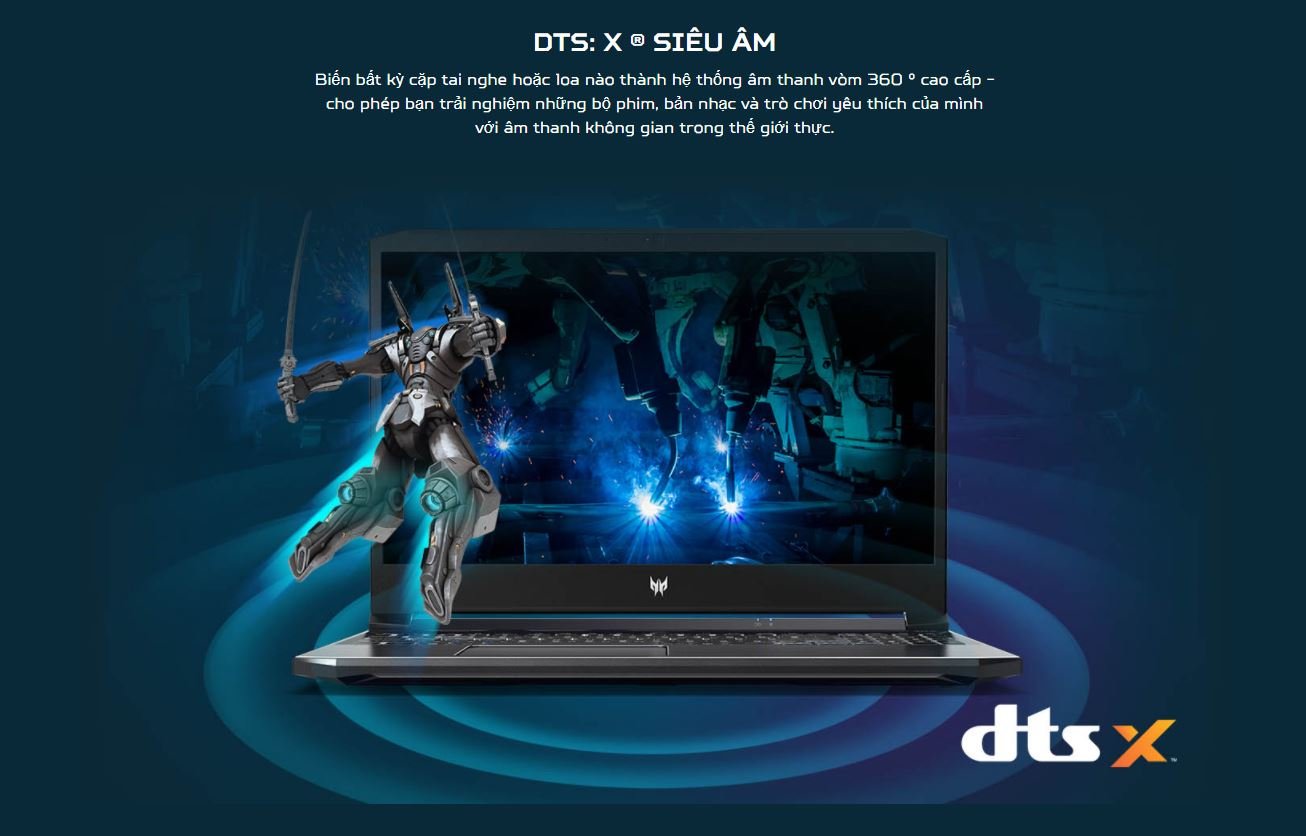 DTS: X ® SIÊU ÂM
Biến bất kỳ cặp tai nghe hoặc loa nào thành hệ thống âm thanh vòm 360 º cao cấp -
cho phép bạn trải nghiệm những bộ phim, bản nhạc và trò chơi yêu thích của mình
với âm thanh không gian trong thế giới thực.
dts X ™